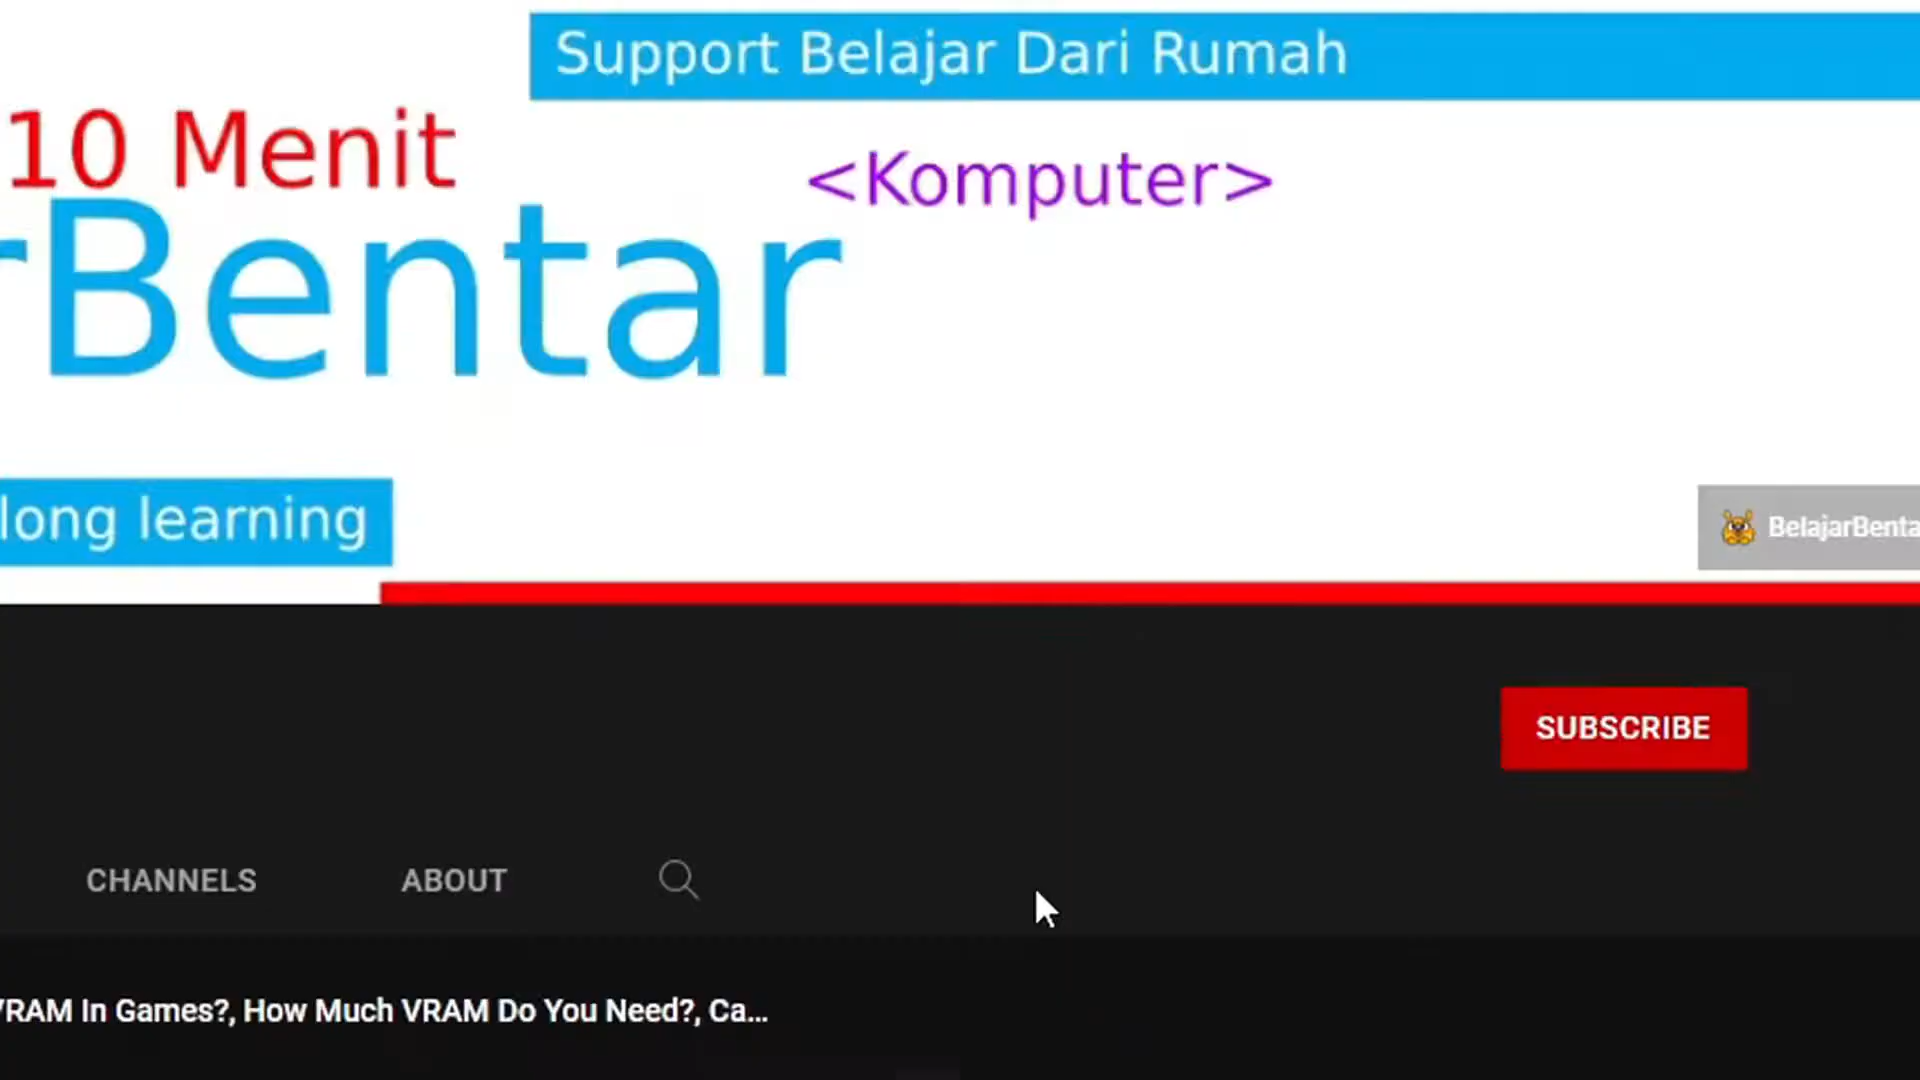 Support Belajar Dari Rumah
10 Menit
<Komputer>
rBentar
long learning
BelajarBenta
SUBSCRIBE
CHANNELS
ABOUT
VRAM In Games?, How Much VRAM Do You Need?, Ca...